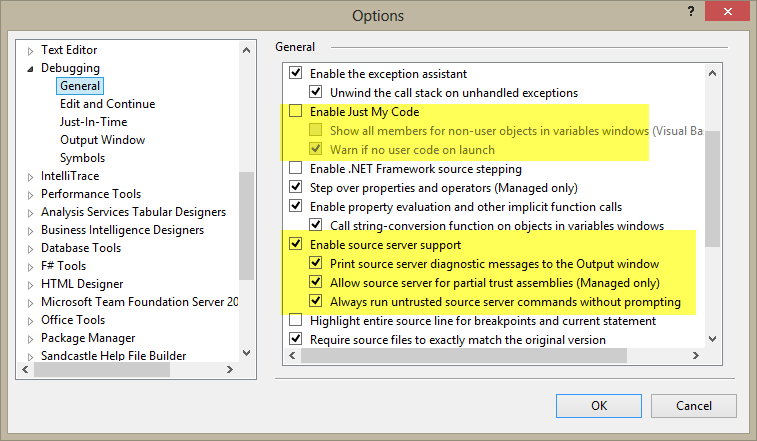 Options
Text Editor
Debugging
General
Edit and Continue
Just-In-Time
Output Window
Symbols
IntelliTrace
Performance Tools
Analysis Services Tabular Designers
Business Intelligence Designers
Database Tools
F# Tools
HTML Designer
Microsoft Team Foundation Server 20
Office Tools
Package Manager
Sandcastle Help File Builder
General
Enable the exception assistant
Unwind the call stack on unhandled exceptions
Enable Just My Code
Show all members for non-user objects in variables windows (Visual Ba
Warn if no user code on launch
Enable .NET Framework source stepping
Step over properties and operators (Managed only)
Enable property evaluation and other implicit function calls
Call string-conversion function on objects in variables windows
Enable source server support
Print source server diagnostic messages to the Output window
Allow source server for partial trust assemblies (Managed only)
Always run untrusted source server commands without prompting
Highlight entire source line for breakpoints and current statement
Require source files to exactly match the original version
OK
Cancel